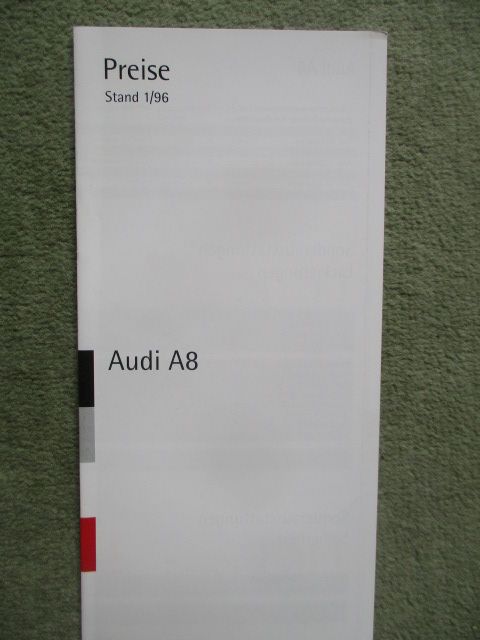 Preise
Stand 1/96
Audi A8